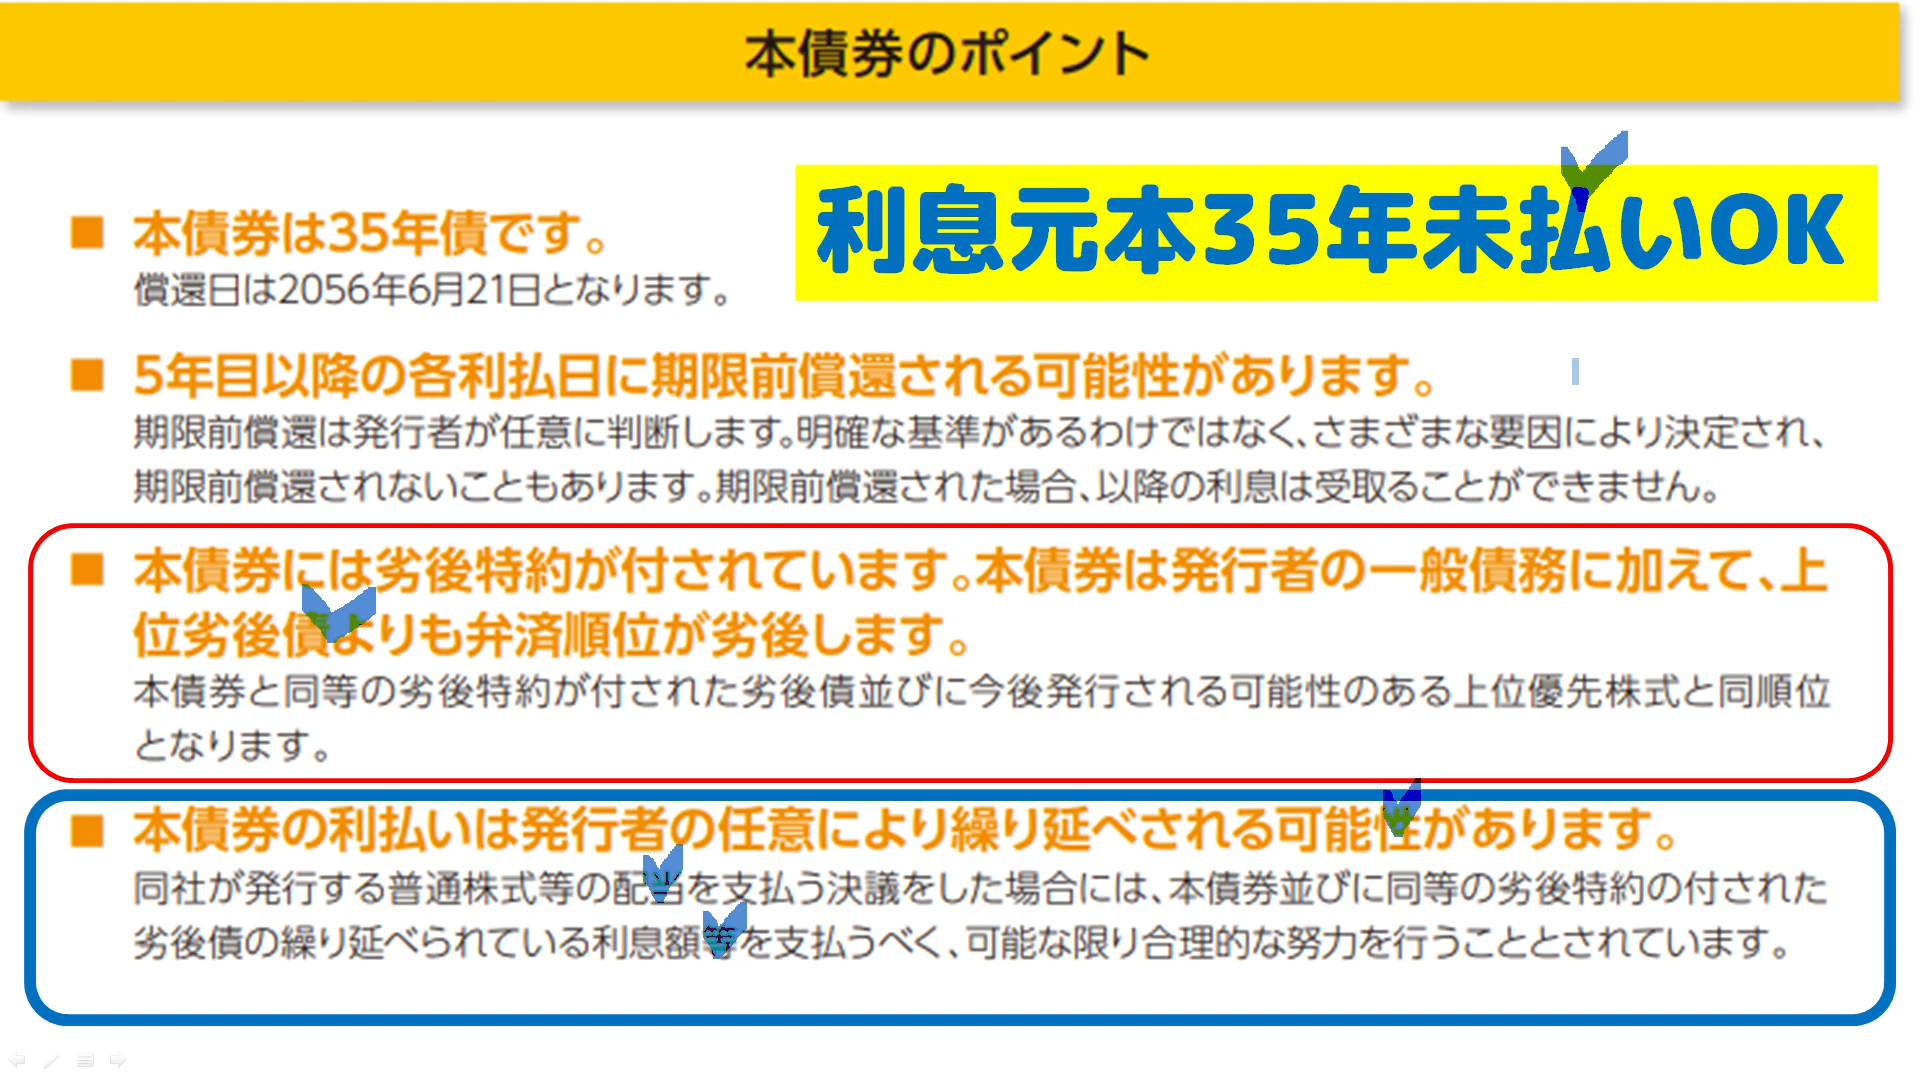 本債券のポイント
利息元本35年未払いOK
■ 本債券は35年債です。
償還日は2056年6月21日となります。
■ 5年目以降の各利払日に期限前償還される可能性があります。
期限前償還は発行者が任意に判断します。明確な基準があるわけではなく、さまざまな要因により決定され、
期限前償還されないこともあります。期限前償還された場合、以降の利息は受取ることができません。
■ 本債券には劣後特約が付されています。本債券は発行者の一般債務に加えて、上
位劣後債よりも弁済順位が劣後します。
本債券と同等の劣後特約が付された劣後債並びに今後発行される可能性のある上位優先株式と同順位
となります。
■ 本債券の利払いは発行者の任意により繰り延べされる可能性があります。
同社が発行する普通株式等の配当を支払う決議をした場合には、本債券並びに同等の劣後特約の付された
劣後債の繰り延べられている利息額等を支払うべく、可能な限り合理的な努力を行うこととされています。